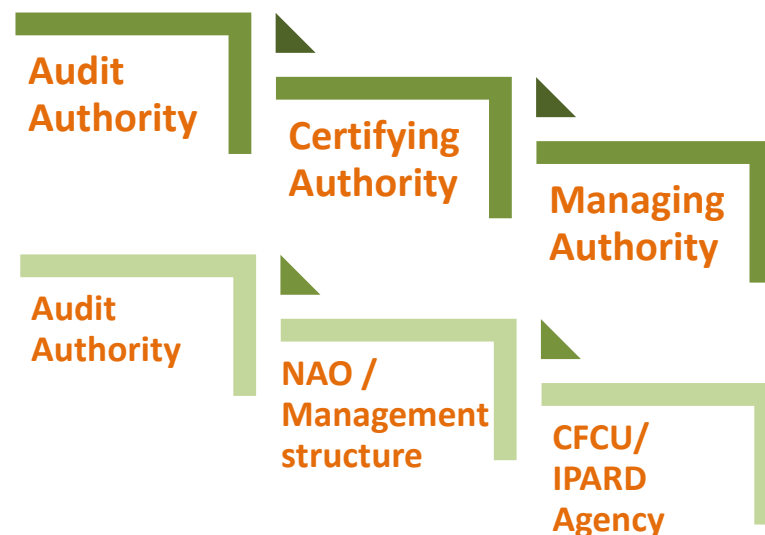 Audit
Authority
Certifying
Authority
Managing
Authority
Audit
Authority
NAO /
Management
structure
CFCU/
IPARD
Agency